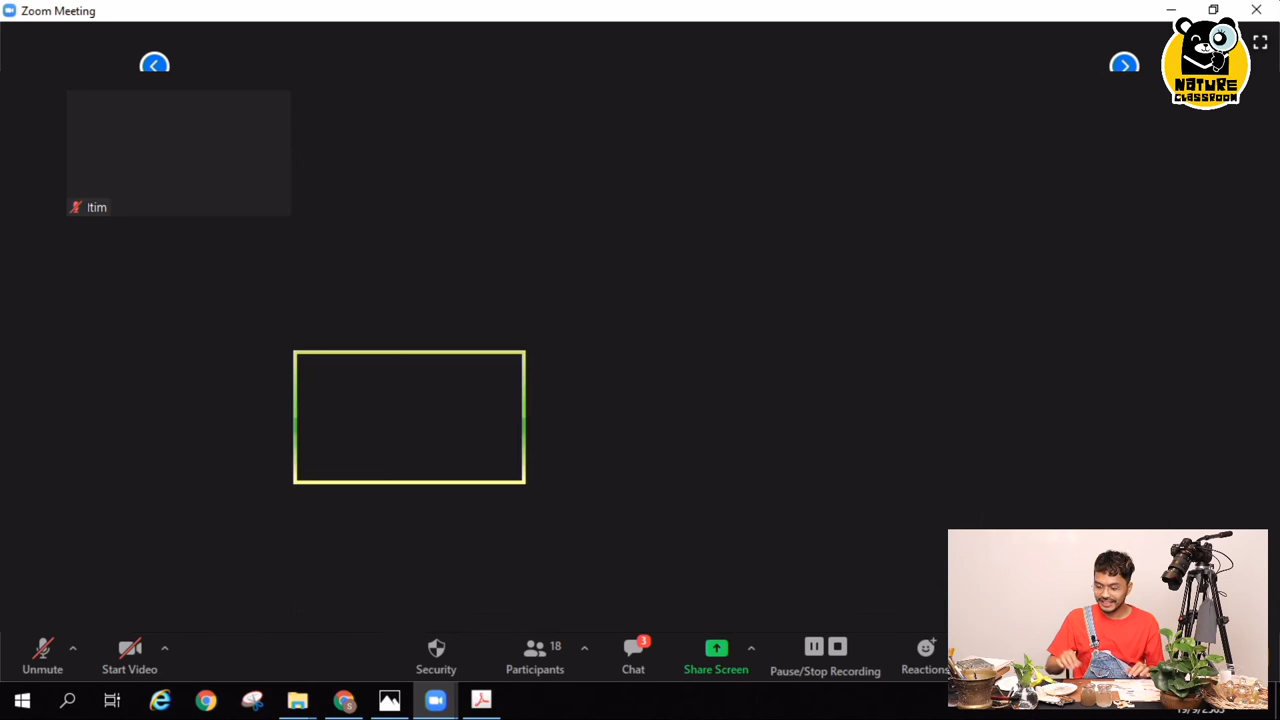 Zoom Meeting
NATURE
CLASSROOM
Itim
Unmute
Start Video
Security
18
Participants
3
Chat
Share Screen
Pause/Stop Recording
Reactions